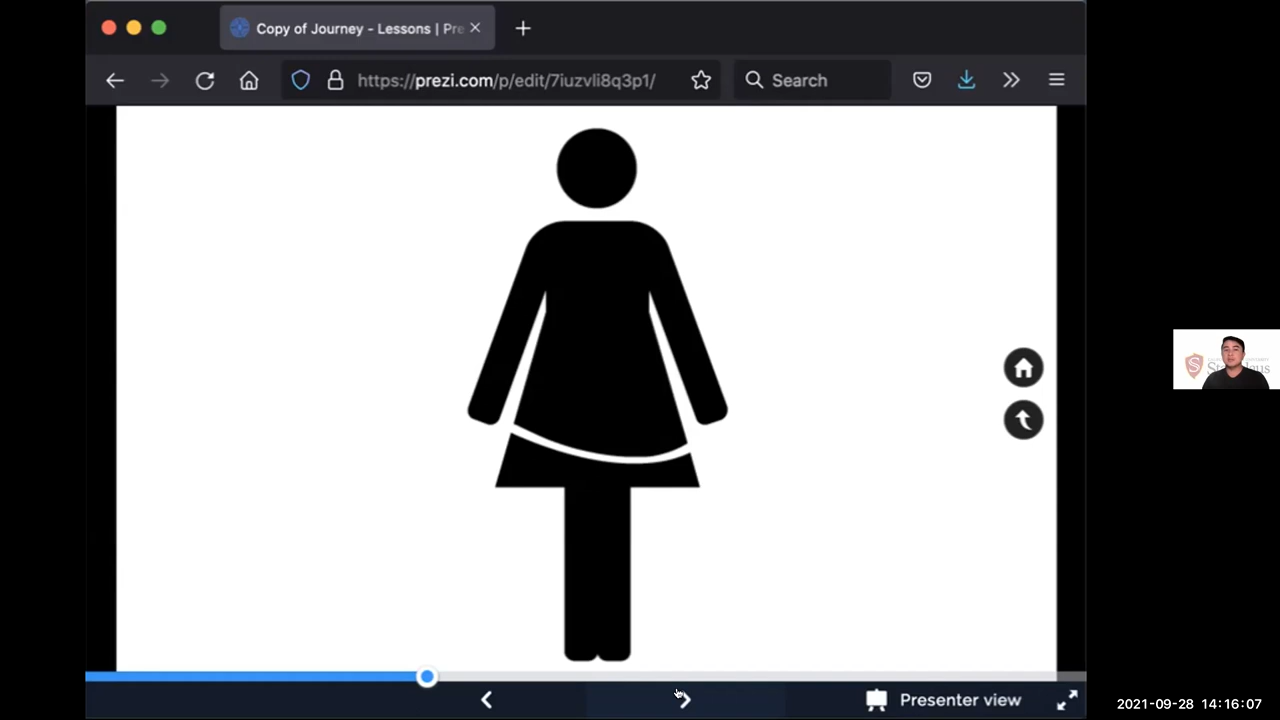 Copy of Journey - Lessons | Pre
https://prezi.com/p/edit/7iuzvli8q3p1/
Search
Presenter view
2021-09-28 14:16:07